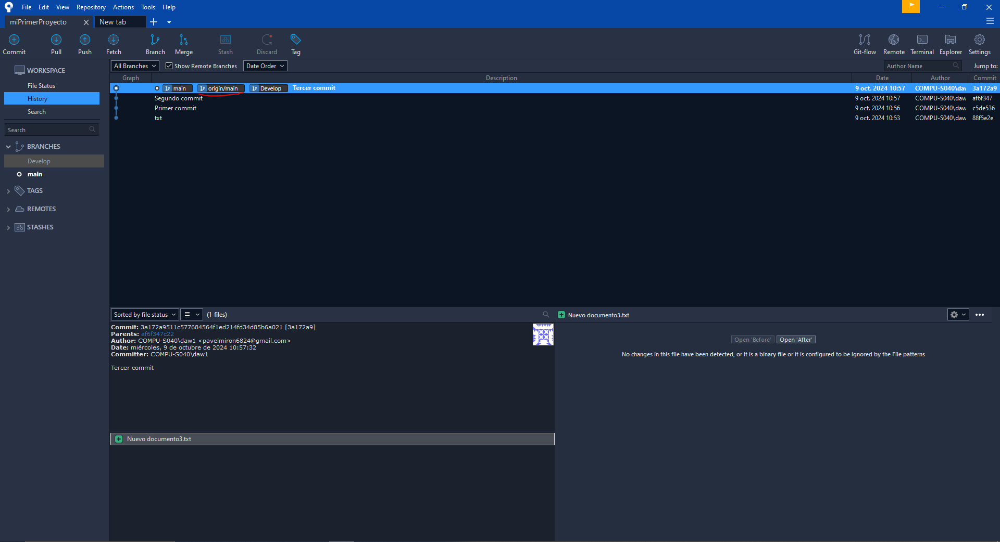 File Edit View Repository Actions Tools Help
miPrimerProyecto New tab
Commit Pull Push Fetch Branch Merge Stash Discard Tag Git-flow Remote Terminal Explorer Settings
WORKSPACE
File Status
History
Search
Search
BRANCHES
Develop
main
TAGS
REMOTES
STASHES
All Branches Show Remote Branches Date Order Author Name Jump to:
Graph Description Date Author Commit
main origin/main Develop Tercer commit 9 oct. 2024 10:57 COMPU-S040\daw 3a172a9
Segundo commit 9 oct. 2024 10:57 COMPU-S040\daw af6f347
Primer commit 9 oct. 2024 10:56 COMPU-S040\daw c5de536
txt 9 oct. 2024 10:53 COMPU-S040\daw 88f5e2e
Sorted by file status (1 files)
Commit: 3a172a9511c577684564f1ed214fd34d85b6a021 [3a172a9]
Parents: af6f347c22
Author: COMPU-S040\daw1 <pavelmiron6824@gmail.com>
Date: miércoles, 9 de octubre de 2024 10:57:32
Committer: COMPU-S040\daw1
Tercer commit
Nuevo documento3.txt
Nuevo documento3.txt
Open 'Before' Open 'After'
No changes in this file have been detected, or it is a binary file or it is configured to be ignored by the File patterns